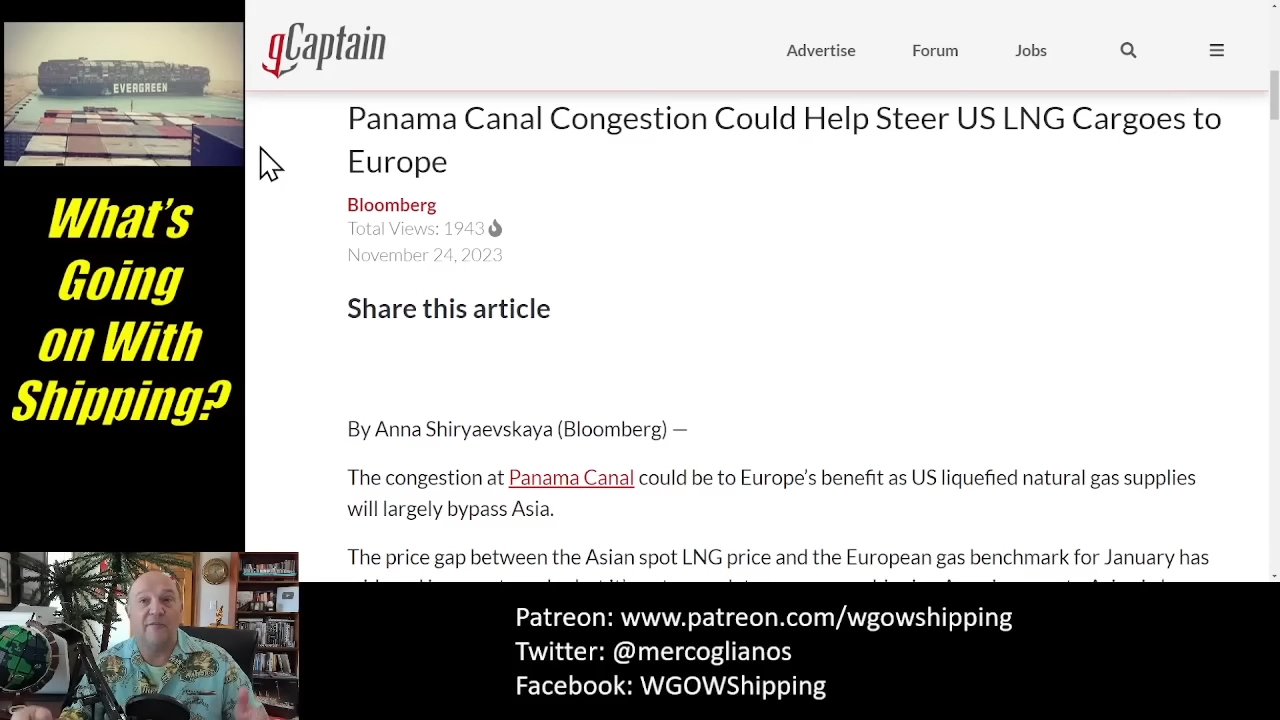 EVERGREEN
What's
Going
on With
Shipping?
gCaptain
Advertise
Forum
Jobs
Panama Canal Congestion Could Help Steer US LNG Cargoes to
Europe
Bloomberg
Total Views: 1943
November 24, 2023
Share this article
By Anna Shiryaevskaya (Bloomberg) —
The congestion at Panama Canal could be to Europe's benefit as US liquefied natural gas supplies
will largely bypass Asia.
The price gap between the Asian spot LNG price and the European gas benchmark for January has
Patreon: www.patreon.com/wgowshipping
Twitter: @mercoglianos
Facebook: WGOWShipping